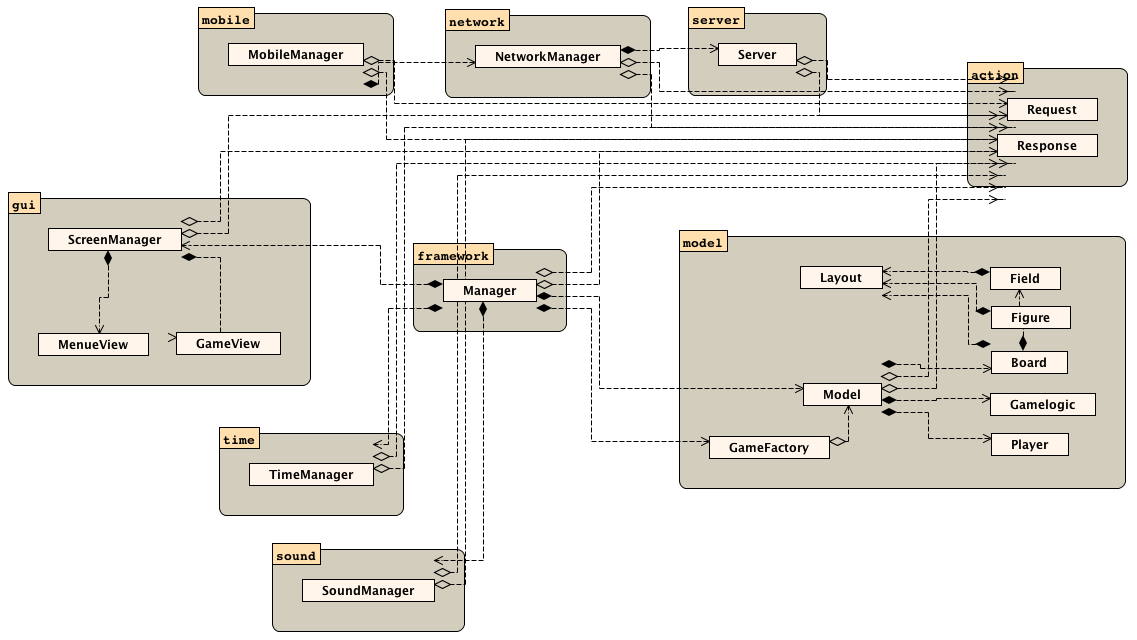 mobile
MobileManager
network
NetworkManager
server
Server
action
Request
Response
gui
ScreenManager
MenueView
GameView
framework
Manager
model
Layout
Field
Figure
Board
Model
Gamelogic
GameFactory
Player
time
TimeManager
sound
SoundManager